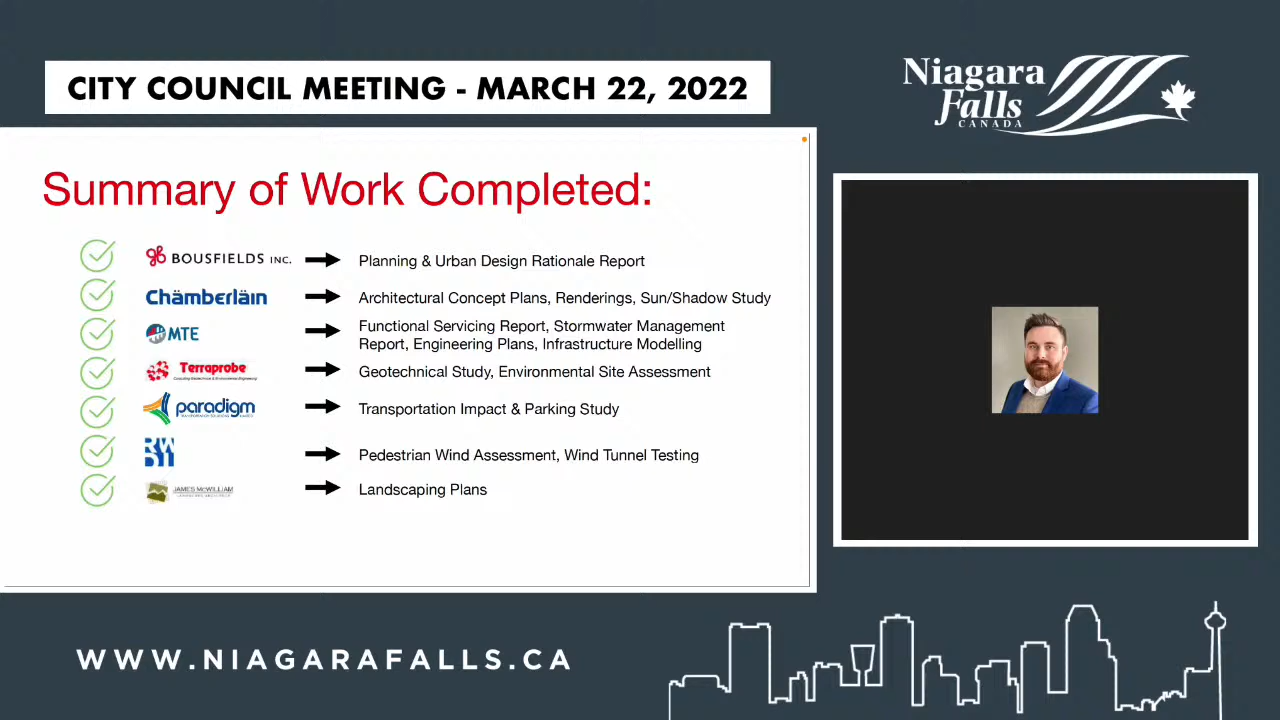 CITY COUNCIL MEETING - MARCH 22, 2022
Niagara
Falls
CANADA
Summary of Work Completed:
BOUSFIELDS INC.
Planning & Urban Design Rationale Report
Chämberläin
Architectural Concept Plans, Renderings, Sun/Shadow Study
MTE
Functional Servicing Report, Stormwater Management
Report, Engineering Plans, Infrastructure Modelling
Terraprobe
Geotechnical Study, Environmental Site Assessment
paradigm
Transportation Impact & Parking Study
RWDI
Pedestrian Wind Assessment, Wind Tunnel Testing
JAMES McWILLIAM
Landscaping Plans
WWW.NIAGARAFALLS.CA